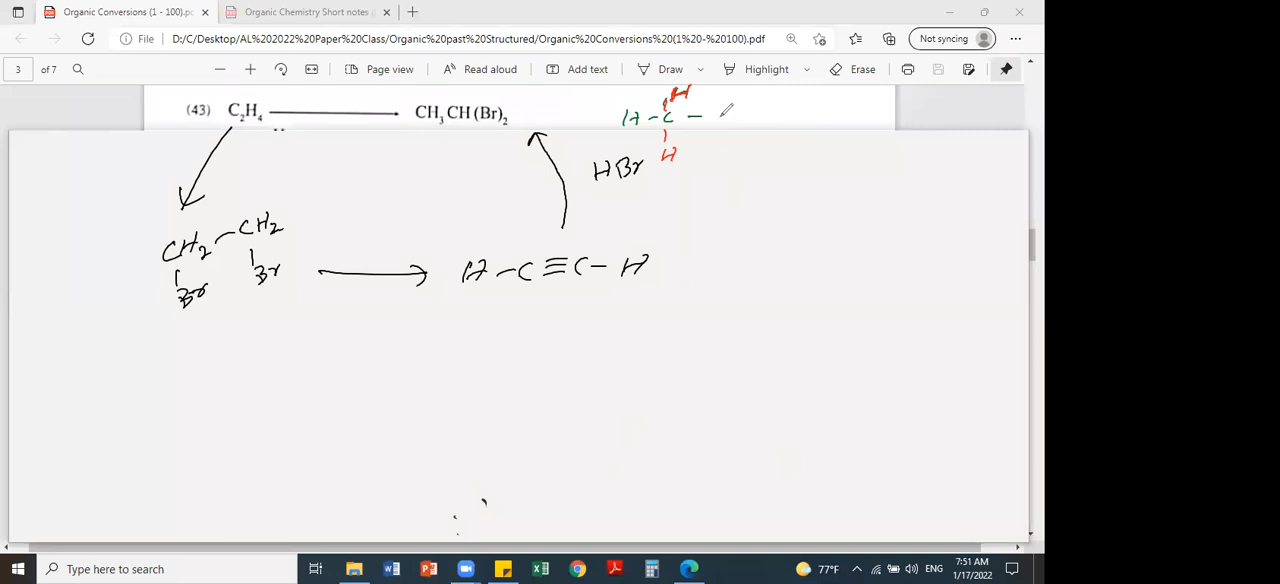 Organic Conversions (1 - 100).pc
Organic Chemistry Short notes (
File
D:/C/Desktop/AL%202022%20Paper%20Class/Organic%20past%20Structured/Organic%20Conversions%20(1%20-%20100).pdf
Not syncing
3 of 7
Page view
Read aloud
Add text
Draw
Highlight
Erase
(43) C₂H₄ ⟶ CH₃CH(Br)₂
H
H - C -
H
HBr
CH₂ - CH₂
Br Br
⟶ H - C ≡ C - H
Type here to search
77°F
ENG
7:51 AM
1/17/2022